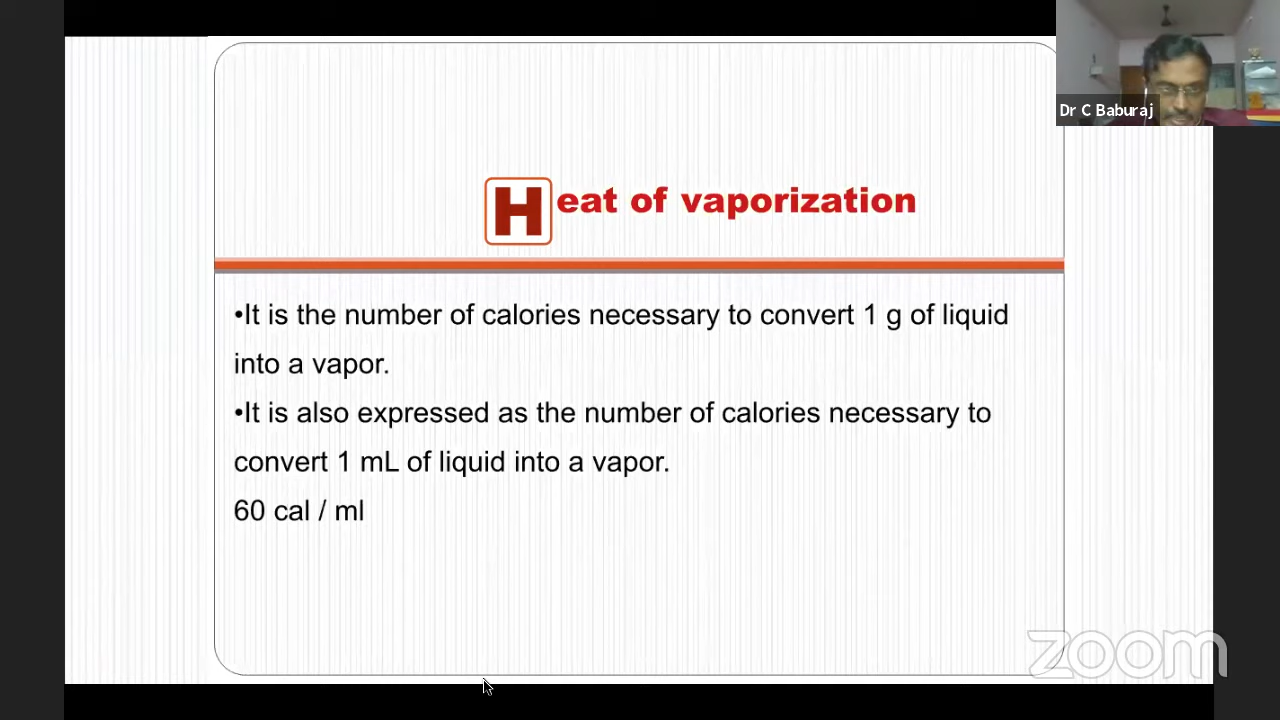 Dr C Baburaj
Heat of vaporization
•It is the number of calories necessary to convert 1 g of liquid
into a vapor.
•It is also expressed as the number of calories necessary to
convert 1 mL of liquid into a vapor.
60 cal / ml
zoom